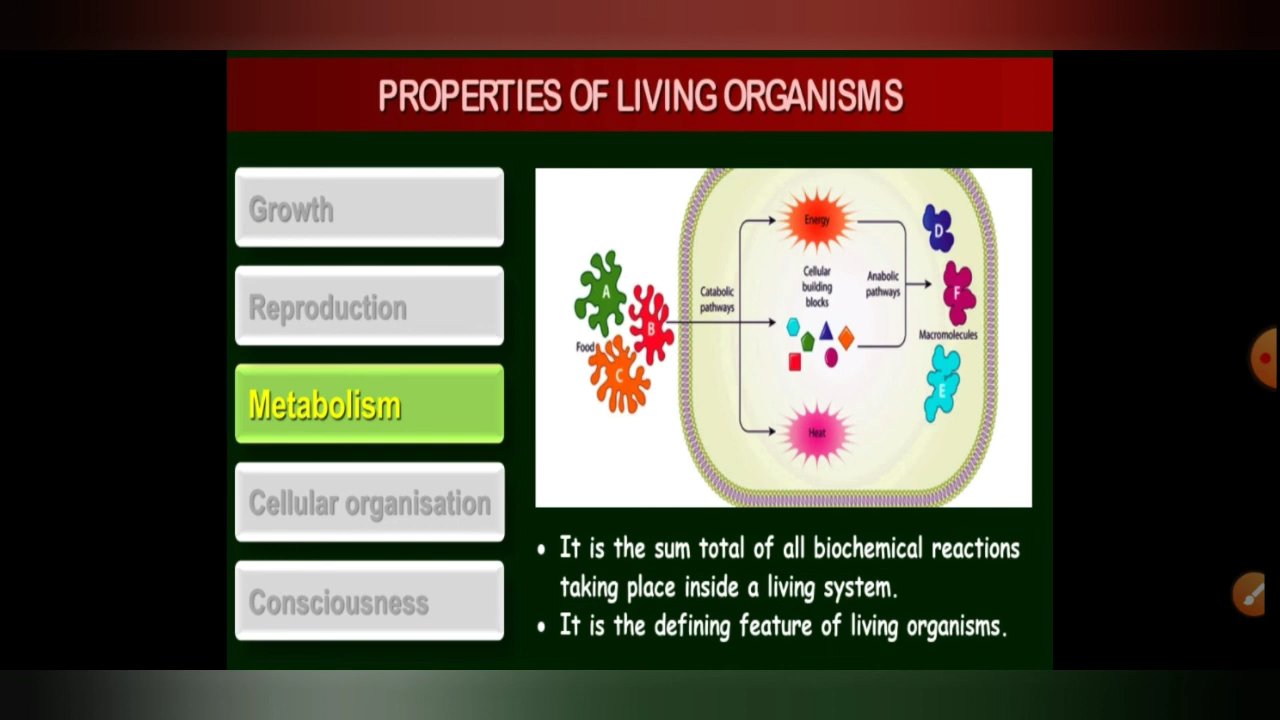 PROPERTIES OF LIVING ORGANISMS
Growth
Reproduction
Metabolism
Cellular organisation
Consciousness
A
B
C
Food
Catabolic
pathways
Energy
Cellular
building
blocks
Heat
Anabolic
pathways
D
F
Macromolecules
E
• It is the sum total of all biochemical reactions
taking place inside a living system.
• It is the defining feature of living organisms.